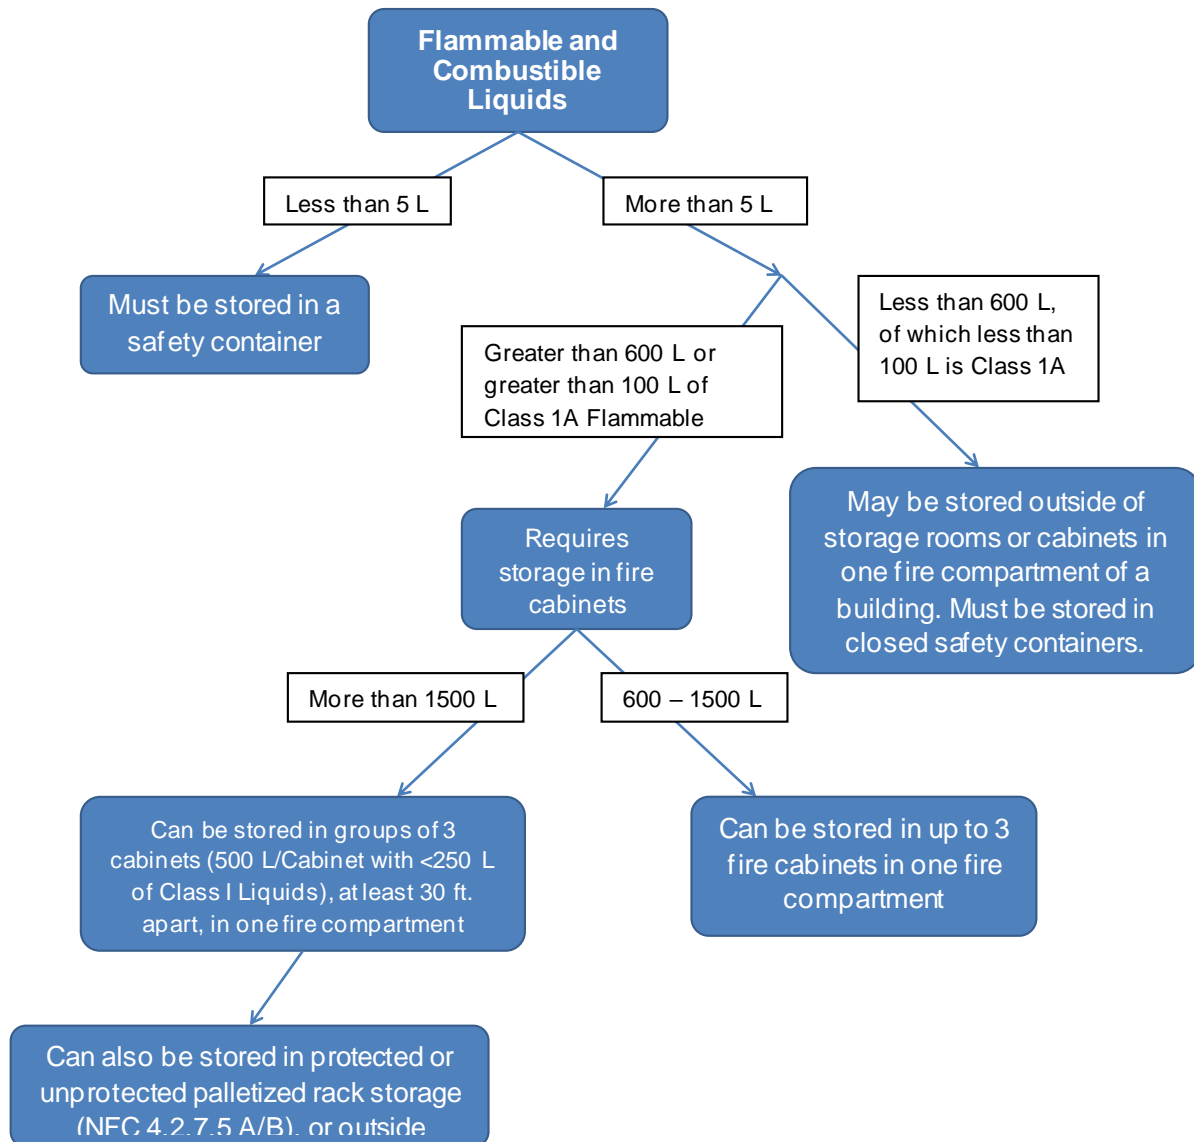 Flammable and
Combustible
Liquids
Less than 5 L
More than 5 L
Must be stored in a
safety container
Less than 600 L,
of which less than
100 L is Class 1A
Greater than 600 L or
greater than 100 L of
Class 1A Flammable
May be stored outside of
storage rooms or cabinets in
one fire compartment of a
building. Must be stored in
closed safety containers.
Requires
storage in fire
cabinets
More than 1500 L
600 – 1500 L
Can be stored in groups of 3
cabinets (500 L/Cabinet with <250 L
of Class I Liquids), at least 30 ft.
apart, in one fire compartment
Can be stored in up to 3
fire cabinets in one fire
compartment
Can also be stored in protected or
unprotected palletized rack storage
(NFC 4.2.7.5 A/B), or outside